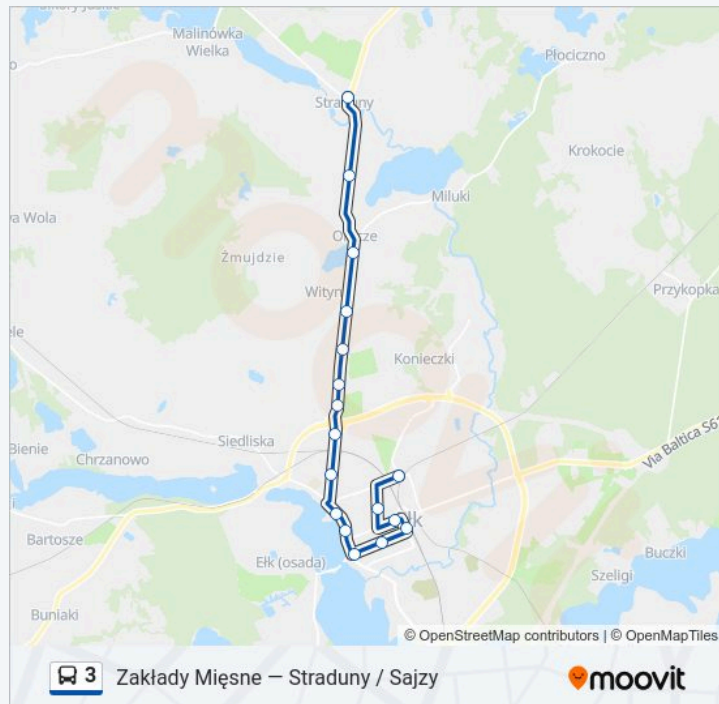 Malinówka
Wielka
Płociczno
Straduny
Krokocie
Miluki
wa Wola
Żmujdzie
Przykopka
Konieczki
Siedliska
Bienie
Chrzanowo
Via Baltica S61
Bartosze
Ełk (osada)
Buczki
Szeligi
Buniaki
© OpenStreetMap contributors | © OpenMapTiles
3 Zakłady Mięsne — Straduny / Sajzy
moovit